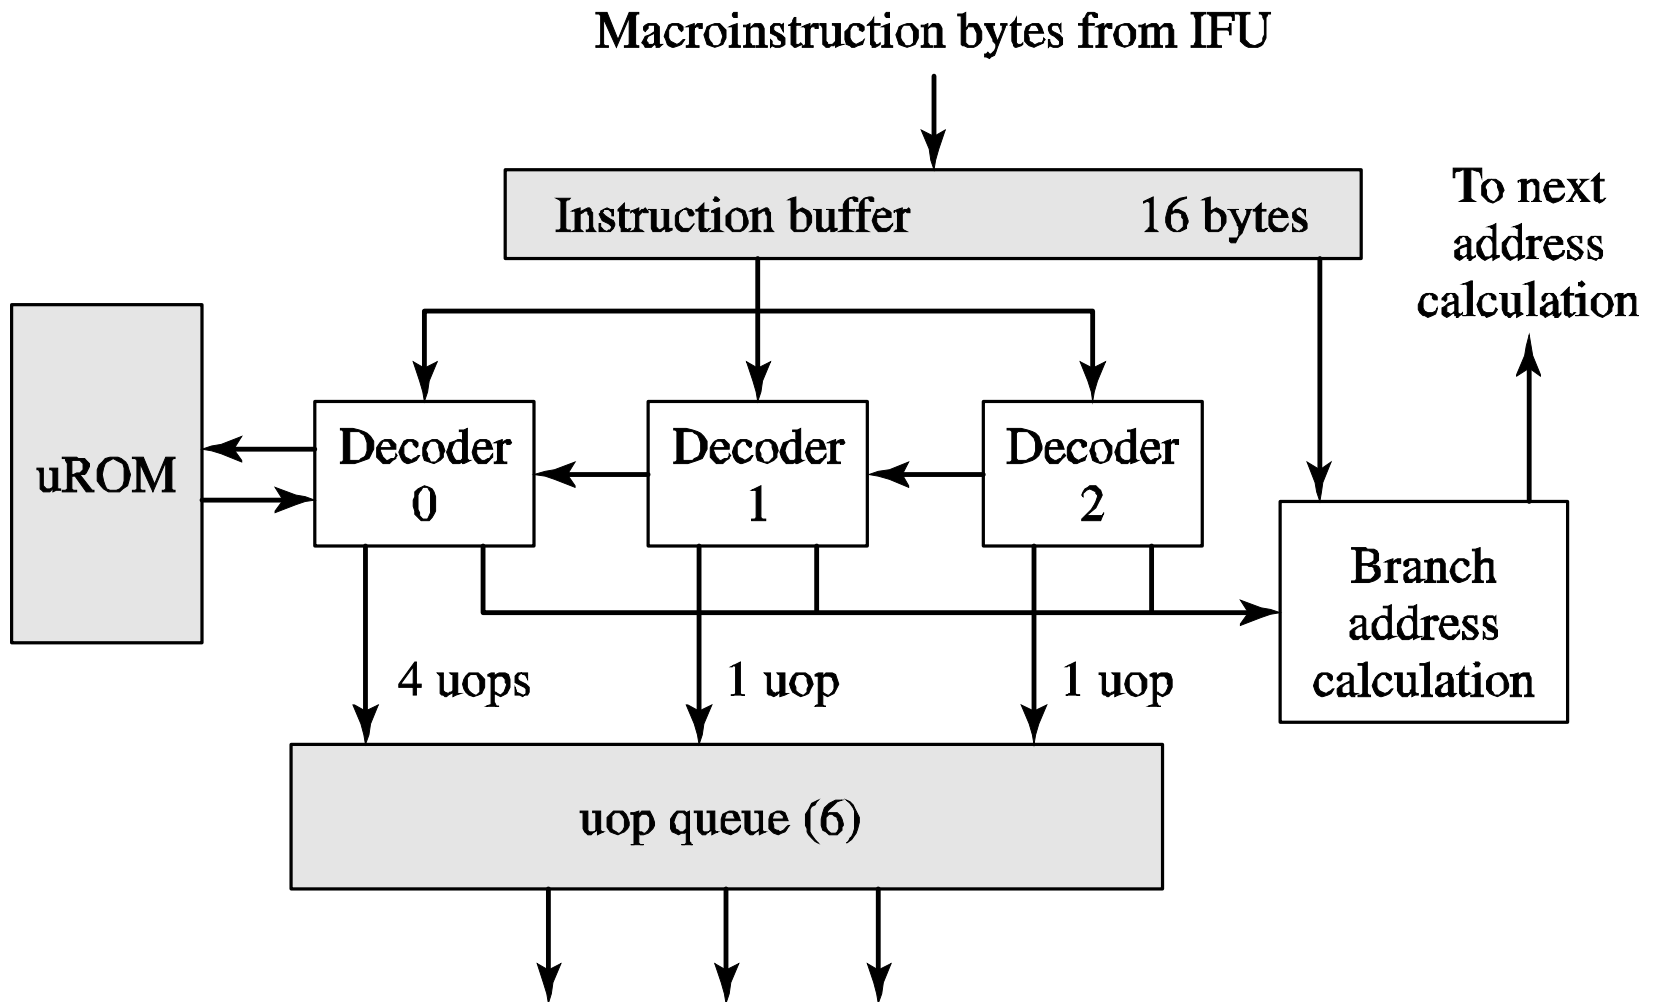 Macroinstruction bytes from IFU
Instruction buffer 16 bytes
To next
address
calculation
uROM
Decoder
0
Decoder
1
Decoder
2
Branch
address
calculation
4 uops
1 uop
1 uop
uop queue (6)